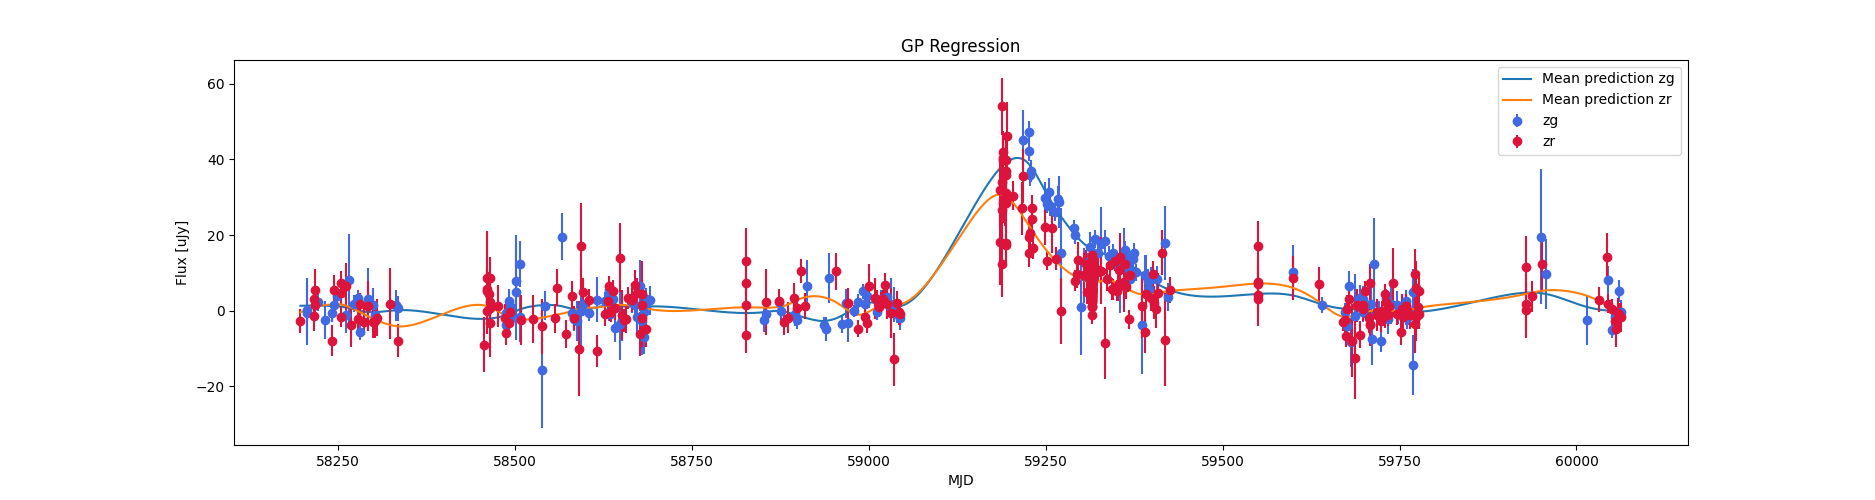 GP Regression
Flux [uJy]
60
40
20
0
−20
58250 58500 58750 59000 59250 59500 59750 60000
MJD
Mean prediction zg
Mean prediction zr
zg
zr